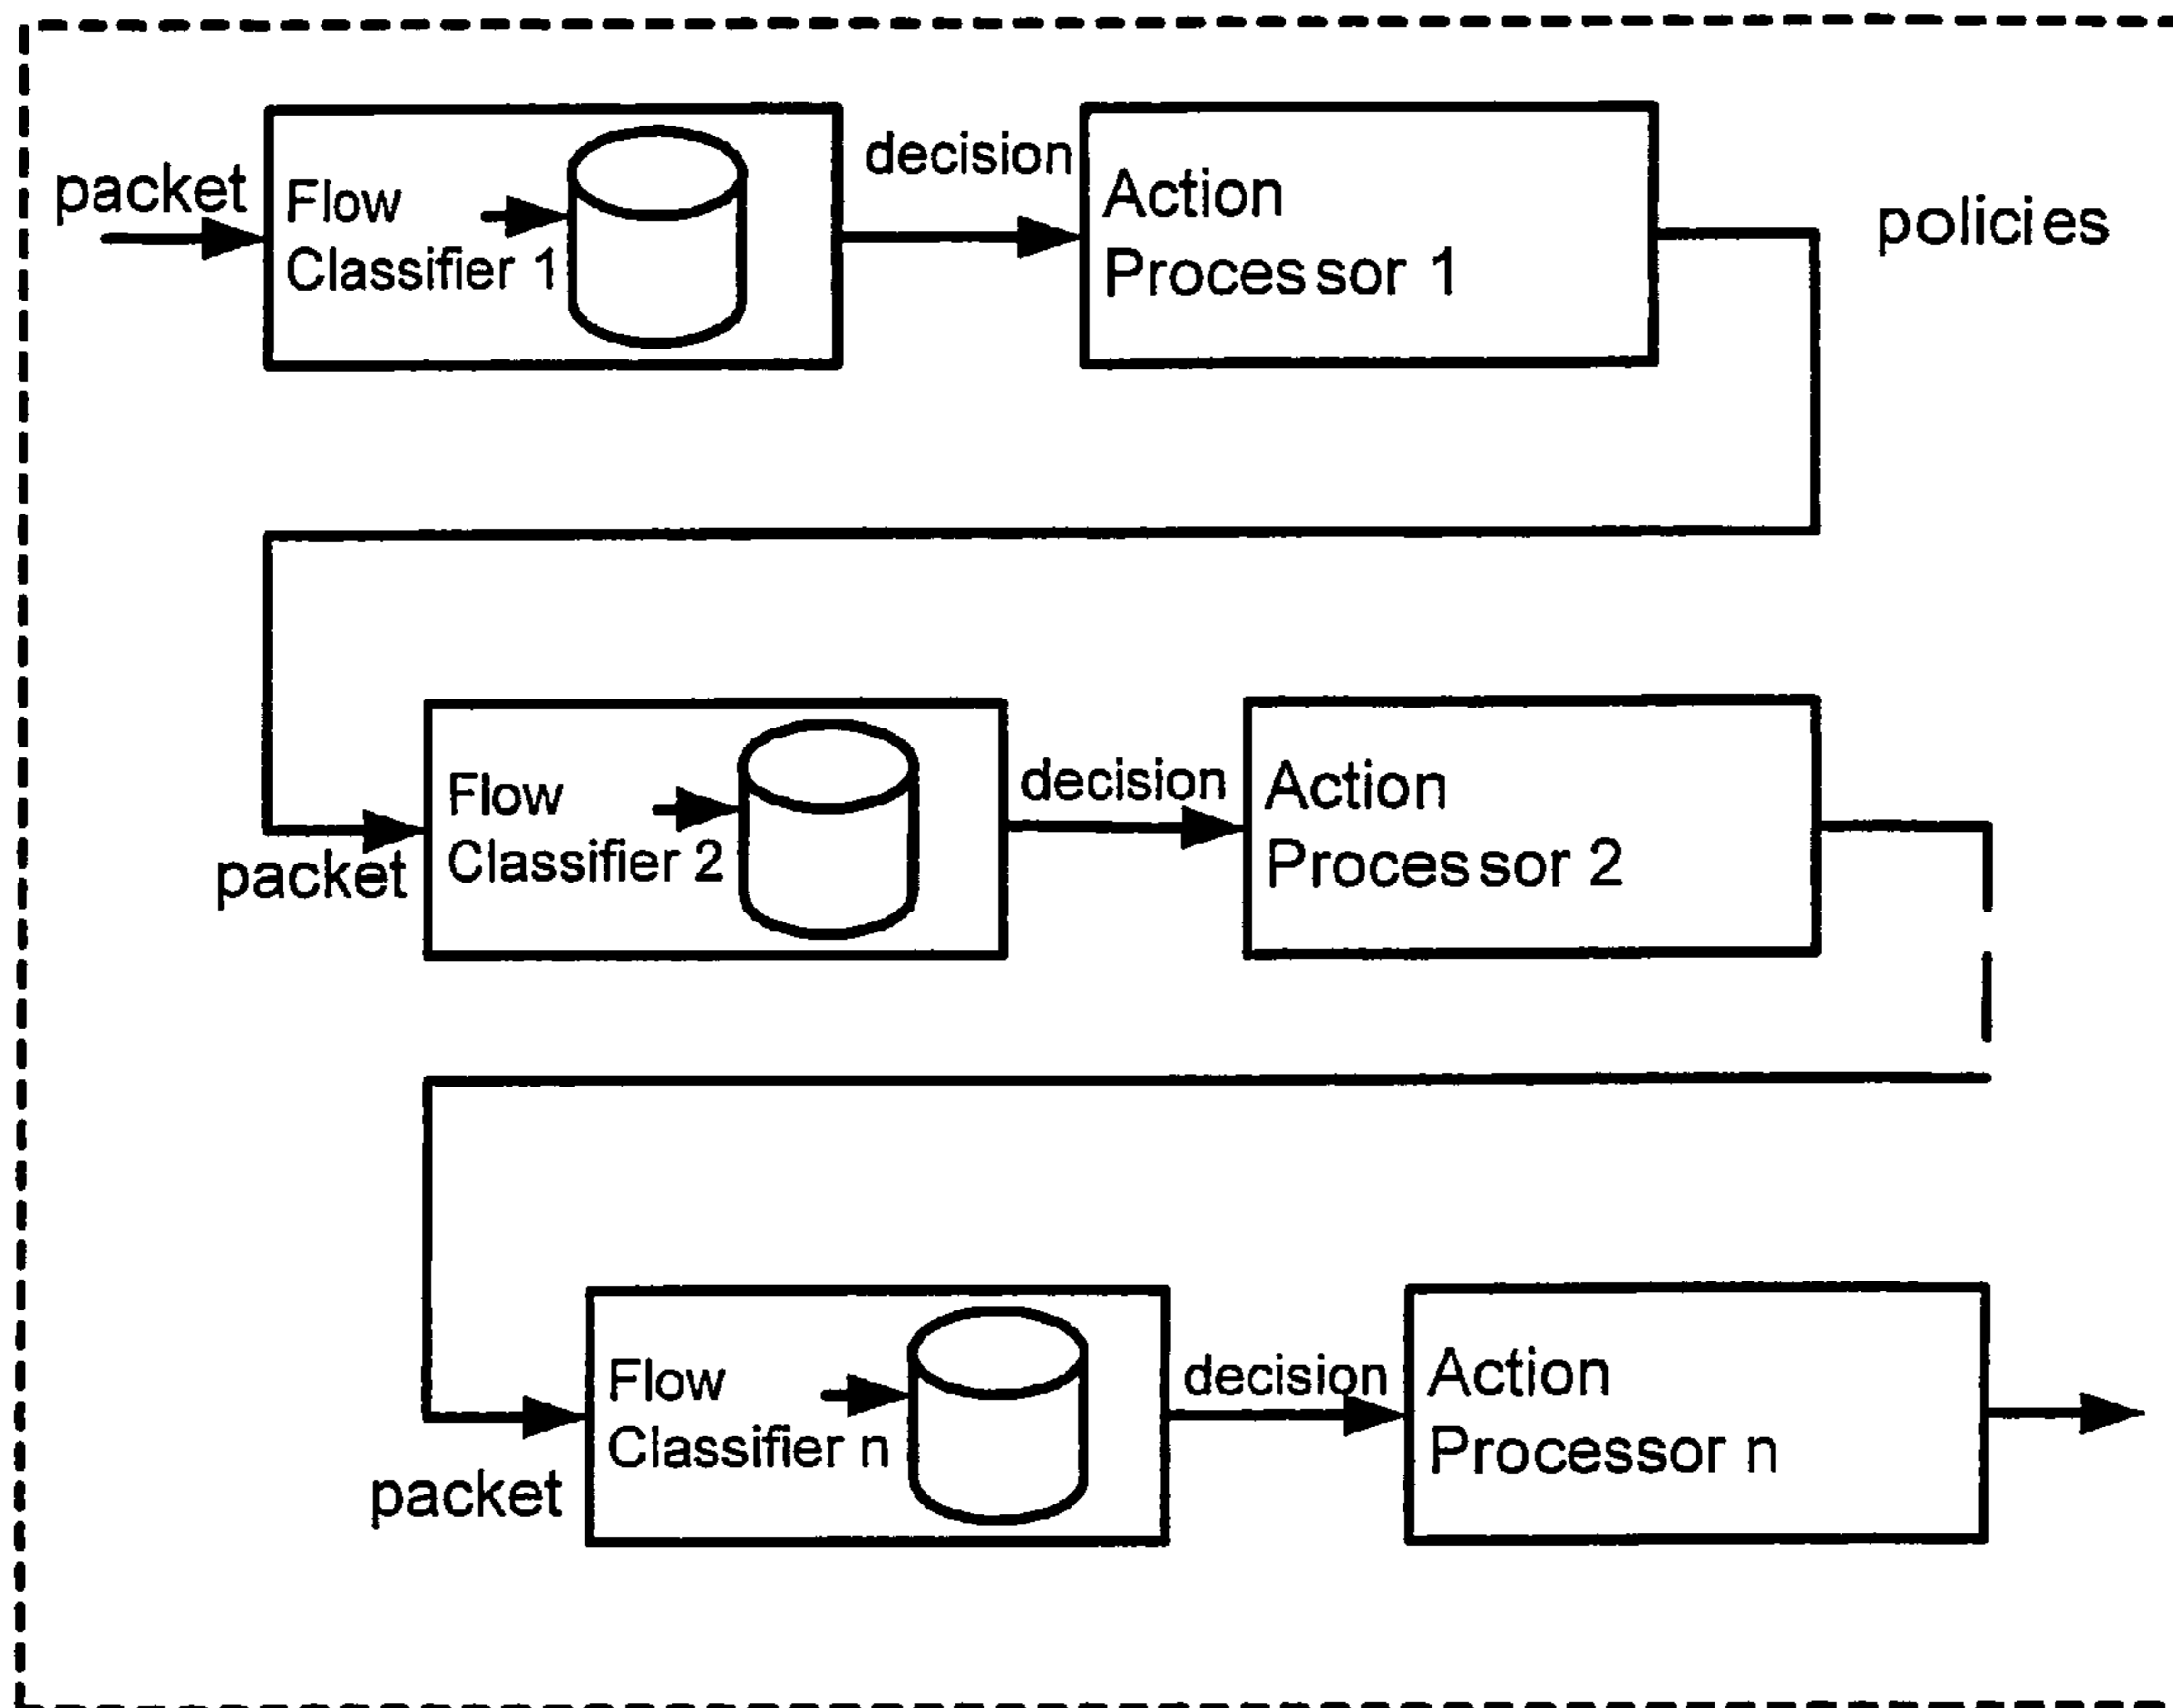 packet
Flow
Classifier 1
decision
Action
Processor 1
policies
packet
Flow
Classifier 2
decision
Action
Processor 2
packet
Flow
Classifier n
decision
Action
Processor n